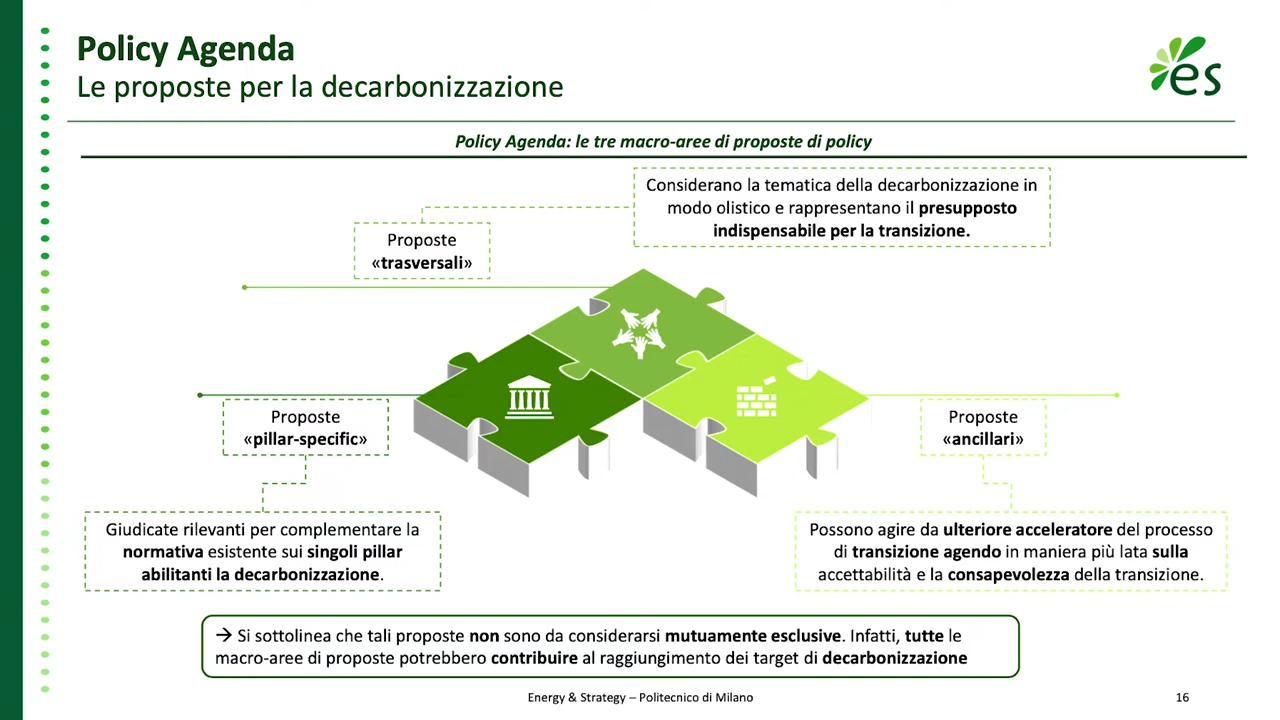 Policy Agenda
Le proposte per la decarbonizzazione
es
Policy Agenda: le tre macro-aree di proposte di policy
Considerano la tematica della decarbonizzazione in
modo olistico e rappresentano il presupposto
indispensabile per la transizione.
Proposte
«trasversali»
Proposte
«pillar-specific»
Proposte
«ancillari»
Giudicate rilevanti per complementare la
normativa esistente sui singoli pillar
abilitanti la decarbonizzazione.
Possono agire da ulteriore acceleratore del processo
di transizione agendo in maniera più lata sulla
accettabilità e la consapevolezza della transizione.
→ Si sottolinea che tali proposte non sono da considerarsi mutuamente esclusive. Infatti, tutte le
macro-aree di proposte potrebbero contribuire al raggiungimento dei target di decarbonizzazione
Energy & Strategy – Politecnico di Milano
16